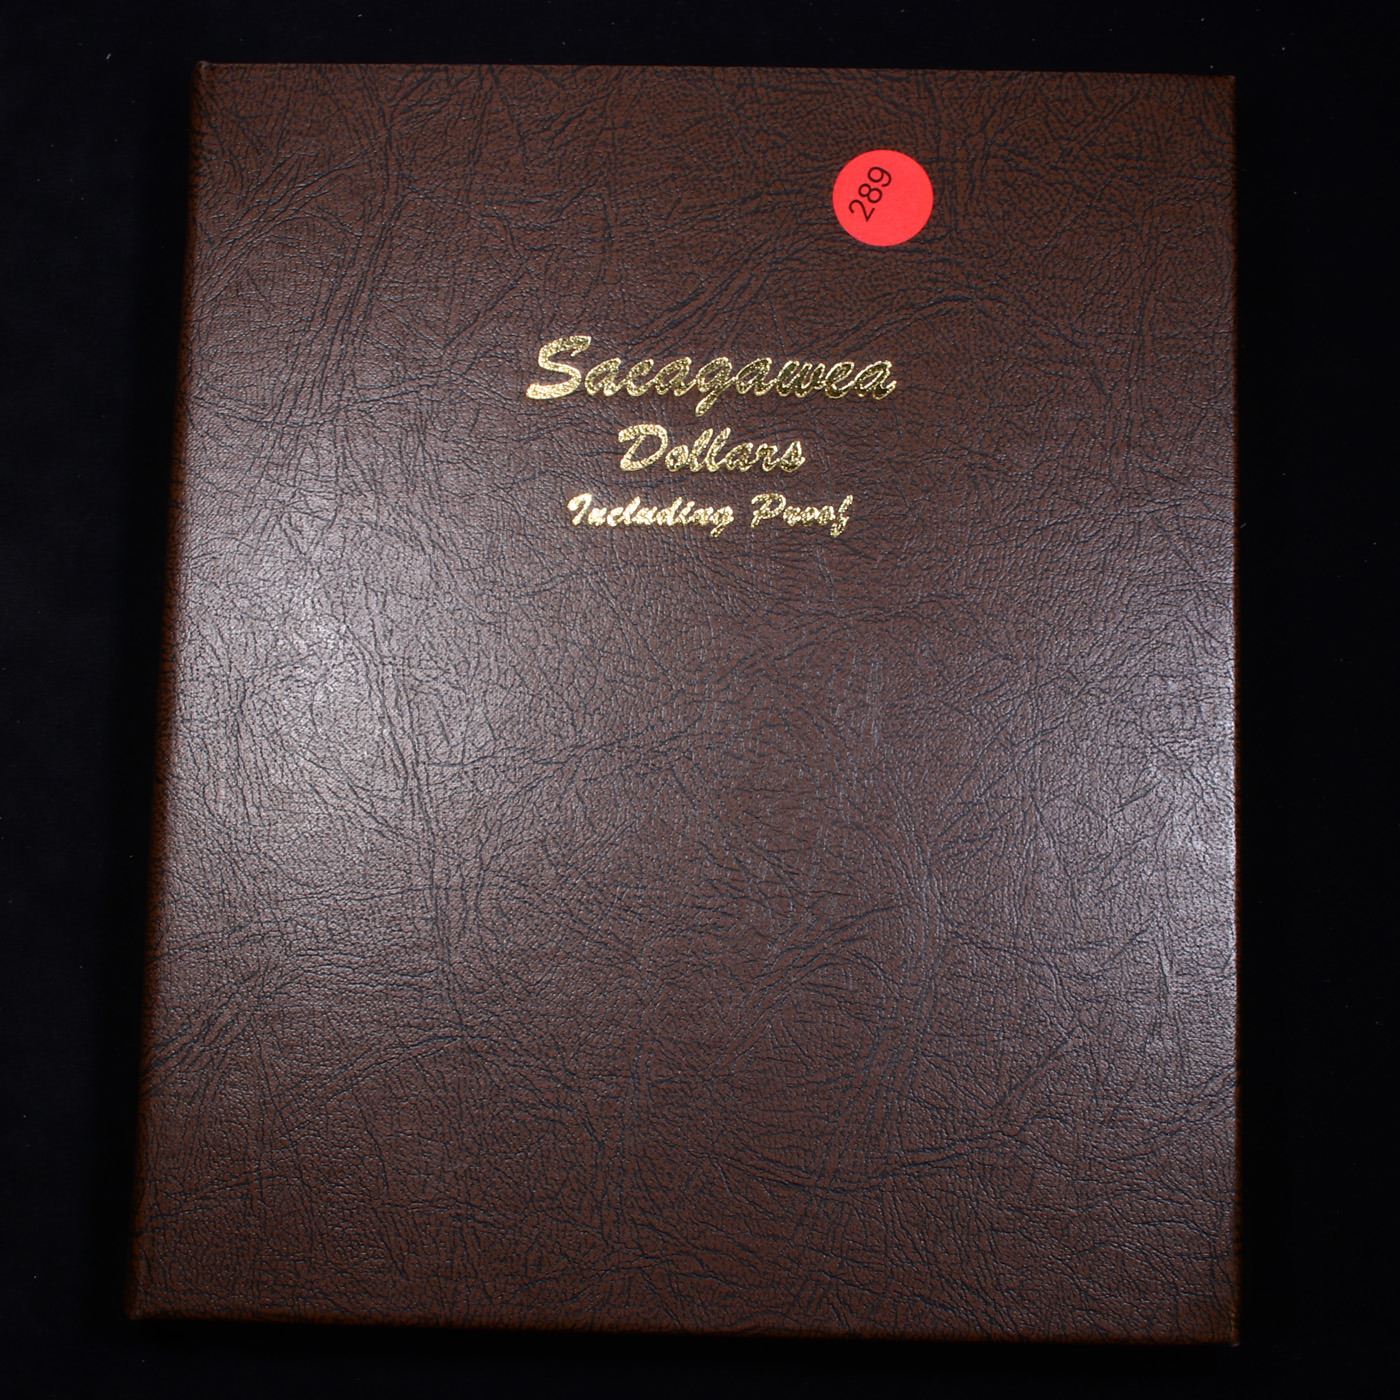 289
Sacagawea
Dollars
Including Proof